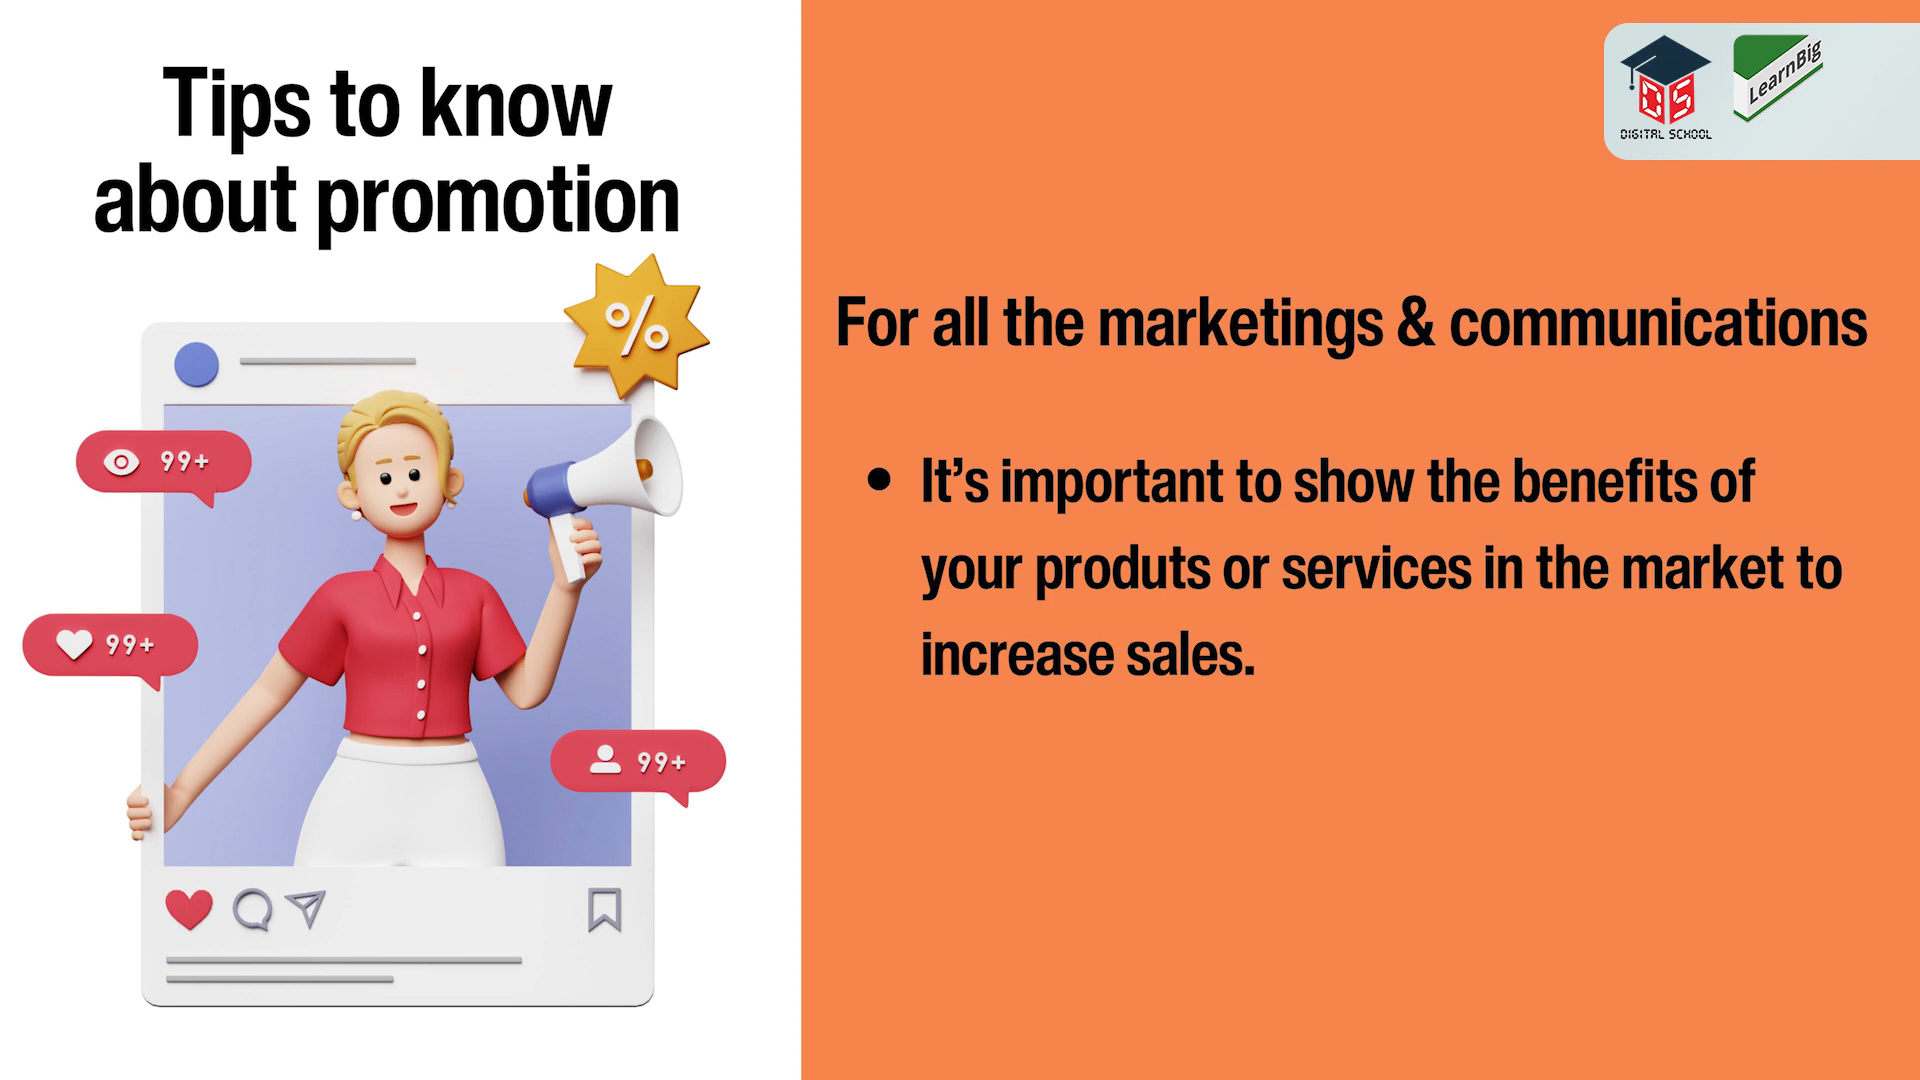 Tips to know
about promotion
%
99+
99+
99+
DIGITAL SCHOOL
DS
LearnBig
For all the marketings & communications
• It’s important to show the benefits of
your produts or services in the market to
increase sales.